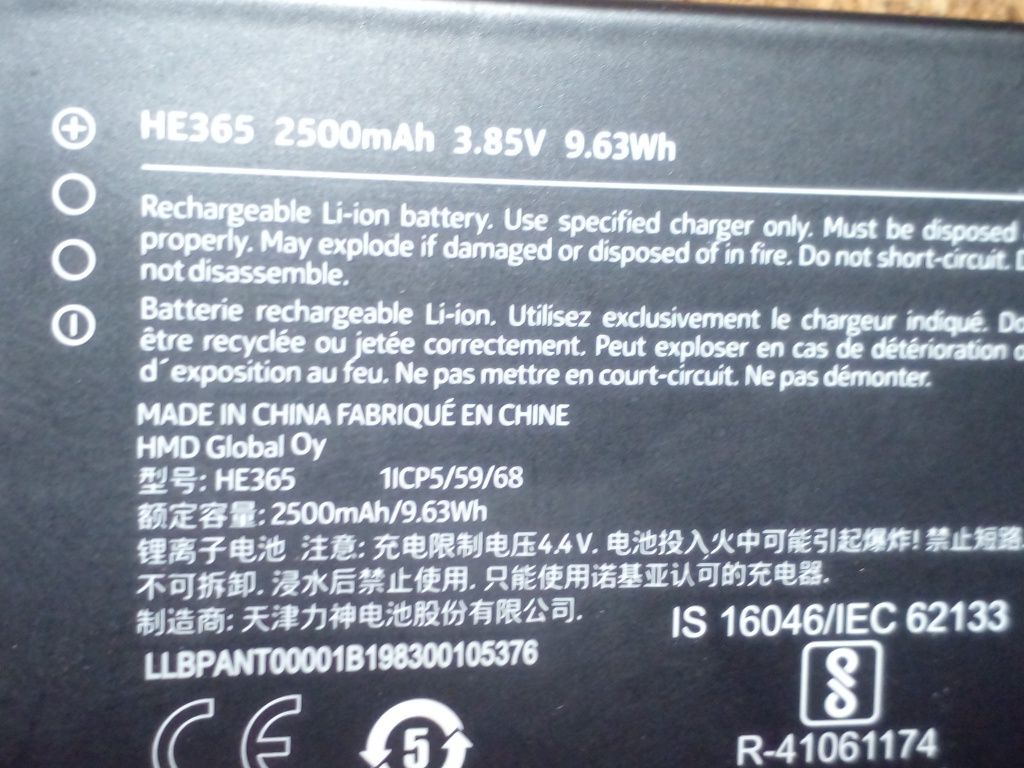 HE365 2500mAh 3.85V 9.63Wh
Rechargeable Li-ion battery. Use specified charger only. Must be disposed
properly. May explode if damaged or disposed of in fire. Do not short-circuit.
not disassemble.
Batterie rechargeable Li-ion. Utilisez exclusivement le chargeur indiqué.
être recyclée ou jetée correctement. Peut exploser en cas de détérioration
d´exposition au feu. Ne pas mettre en court-circuit. Ne pas démonter.
MADE IN CHINA FABRIQUÉ EN CHINE
HMD Global Oy
型号: HE365 1ICP5/59/68
额定容量: 2500mAh/9.63Wh
锂离子电池 注意: 充电限制电压4.4V. 电池投入火中可能引起爆炸! 禁止短路.
不可拆卸. 浸水后禁止使用. 只能使用诺基亚认可的充电器.
制造商: 天津力神电池股份有限公司.
IS 16046/IEC 62133
LLBPANT00001B198300105376
CE
5
R-41061174